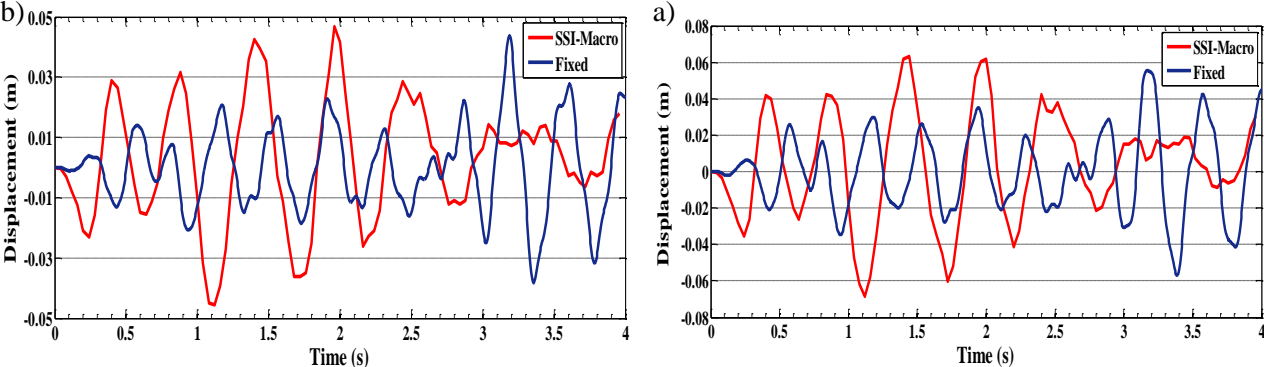 b)
0.05
0.03
0.01
-0.01
-0.03
-0.05
Displacement (m)
SSI-Macro
Fixed
0 0.5 1 1.5 2 2.5 3 3.5 4
Time (s)
a)
0.08
0.06
0.04
0.02
0
-0.02
-0.04
-0.06
-0.08
Displacement (m)
SSI-Macro
Fixed
0 0.5 1 1.5 2 2.5 3 3.5 4
Time (s)